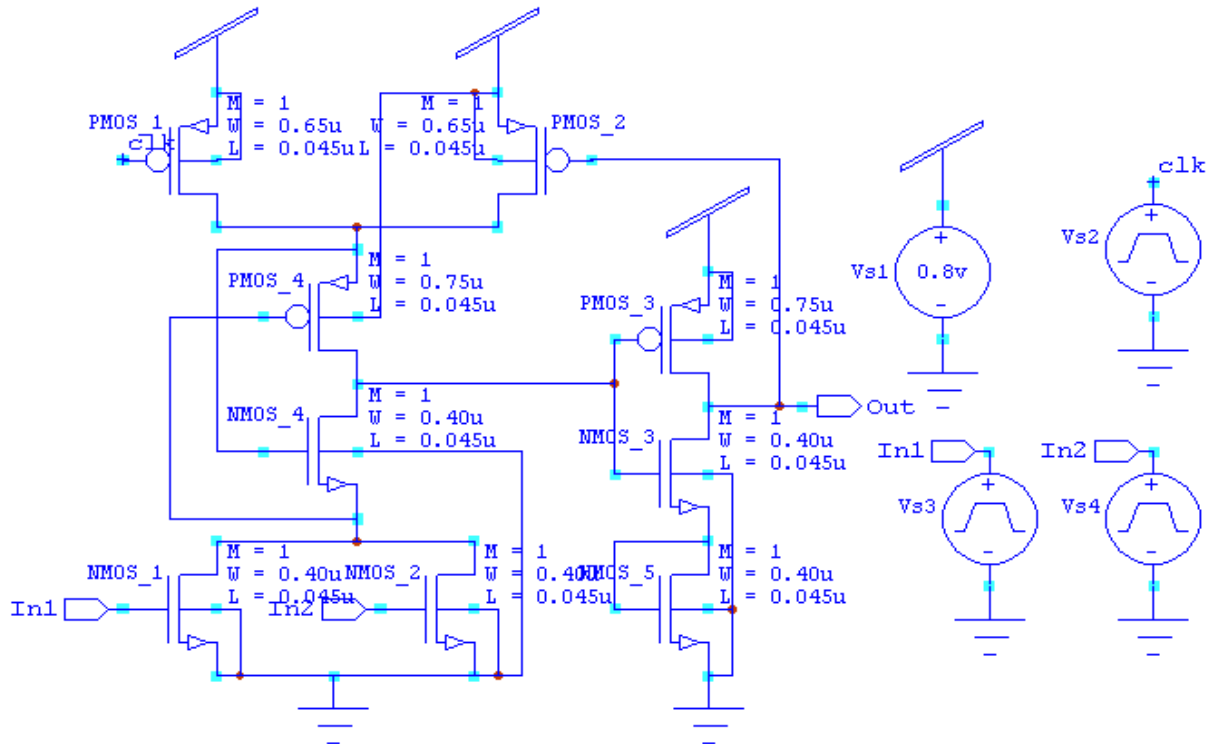 PMOS_1
clk
M = 1
W = 0.65u
L = 0.045u
M = 1
W = 0.65u
L = 0.045u
PMOS_2
PMOS_4
M = 1
W = 0.75u
L = 0.045u
PMOS_3
M = 1
W = 0.75u
L = 0.045u
Vs1
0.8v
clk
Vs2
NMOS_4
M = 1
W = 0.40u
L = 0.045u
NMOS_3
M = 1
W = 0.40u
L = 0.045u
Out
In1
Vs3
In2
Vs4
In1
NMOS_1
M = 1
W = 0.40u
L = 0.045u
In2
NMOS_2
M = 1
W = 0.40u
L = 0.045u
NMOS_5
M = 1
W = 0.40u
L = 0.045u